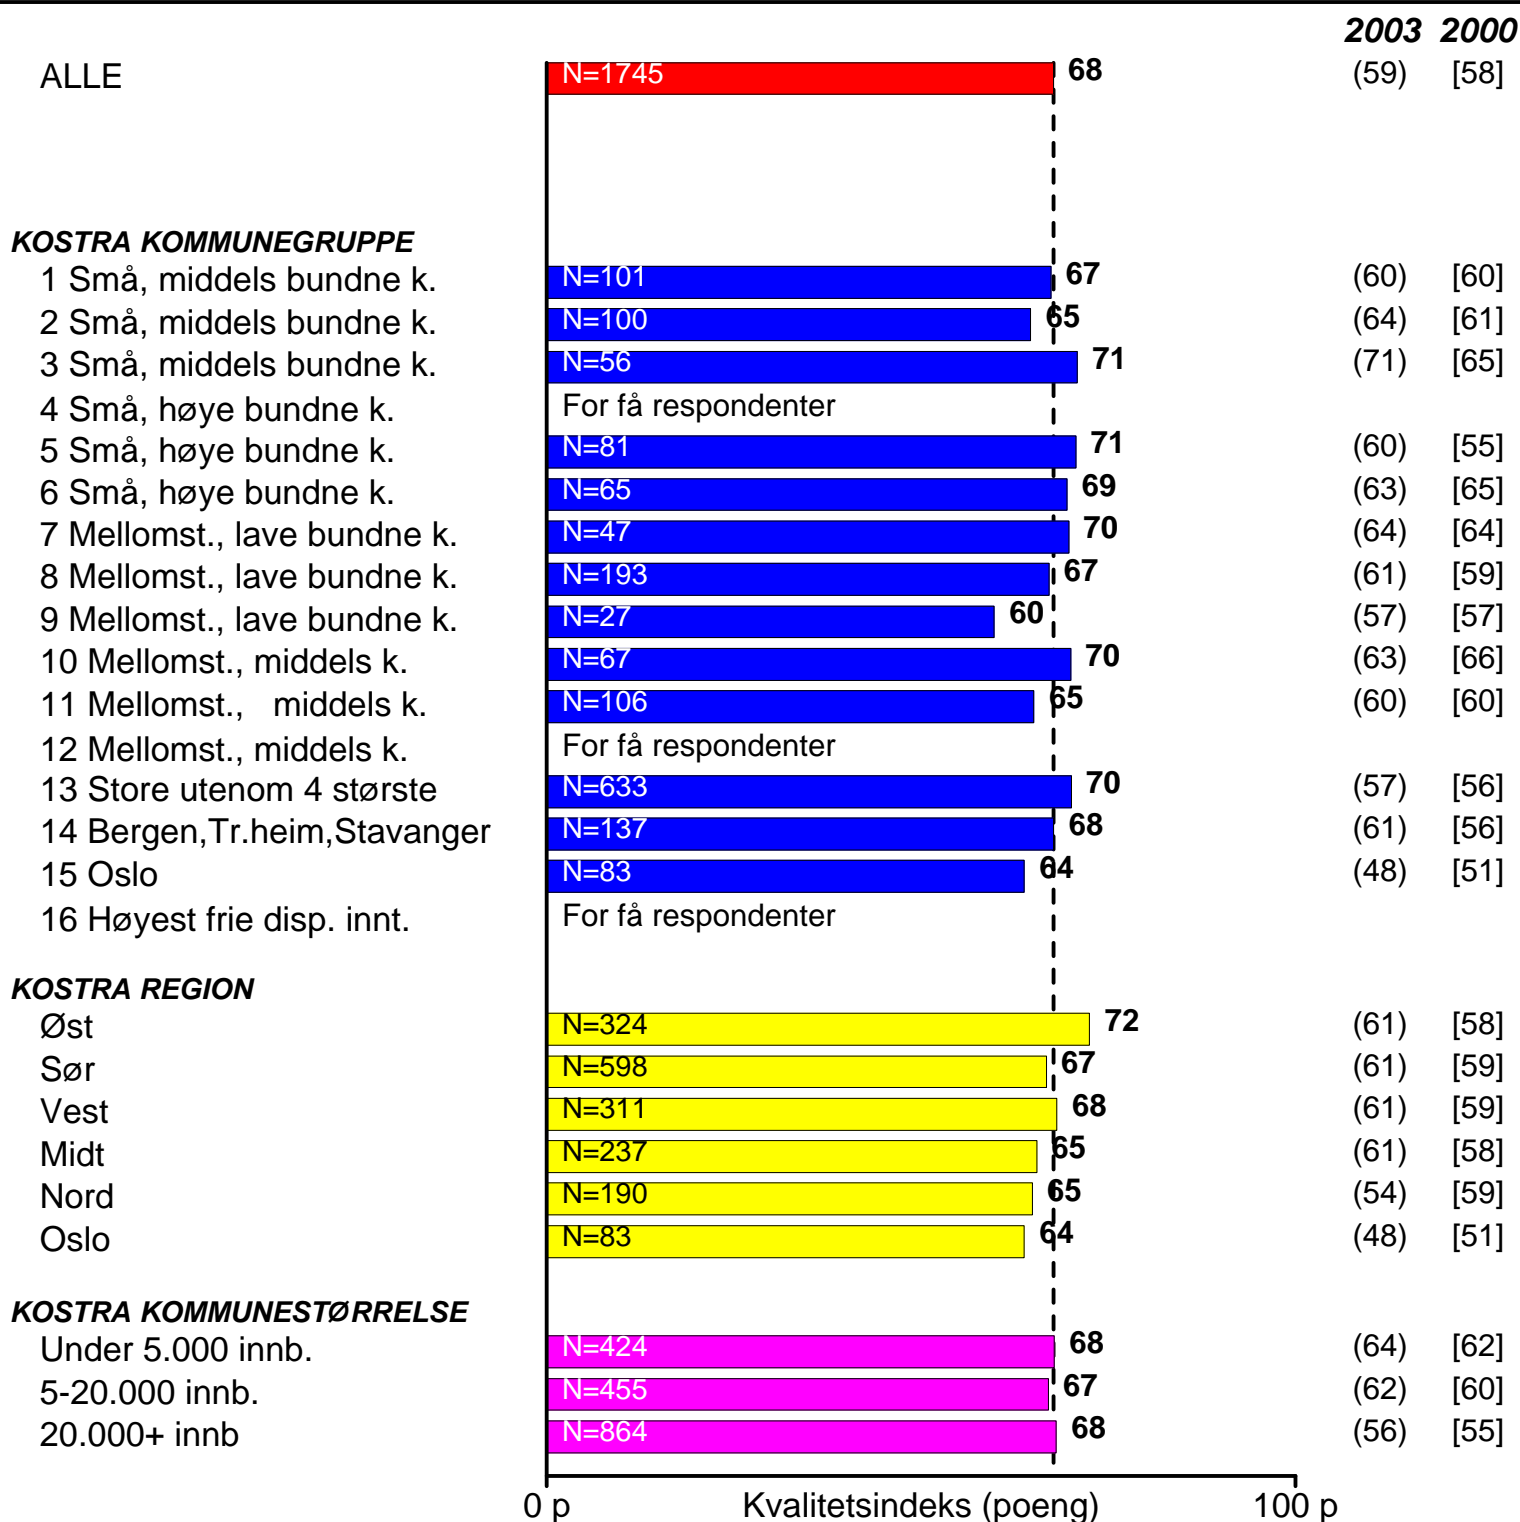 2003 2000
ALLE N=1745 68 (59) [58]
KOSTRA KOMMUNEGRUPPE
1 Små, middels bundne k. N=101 67 (60) [60]
2 Små, middels bundne k. N=100 65 (64) [61]
3 Små, middels bundne k. N=56 71 (71) [65]
4 Små, høye bundne k. For få respondenter
5 Små, høye bundne k. N=81 71 (60) [55]
6 Små, høye bundne k. N=65 69 (63) [65]
7 Mellomst., lave bundne k. N=47 70 (64) [64]
8 Mellomst., lave bundne k. N=193 67 (61) [59]
9 Mellomst., lave bundne k. N=27 60 (57) [57]
10 Mellomst., middels k. N=67 70 (63) [66]
11 Mellomst., middels k. N=106 65 (60) [60]
12 Mellomst., middels k. For få respondenter
13 Store utenom 4 største N=633 70 (57) [56]
14 Bergen,Tr.heim,Stavanger N=137 68 (61) [56]
15 Oslo N=83 64 (48) [51]
16 Høyest frie disp. innt. For få respondenter
KOSTRA REGION
Øst N=324 72 (61) [58]
Sør N=598 67 (61) [59]
Vest N=311 68 (61) [59]
Midt N=237 65 (61) [58]
Nord N=190 65 (54) [59]
Oslo N=83 64 (48) [51]
KOSTRA KOMMUNESTØRRELSE
Under 5.000 innb. N=424 68 (64) [62]
5-20.000 innb. N=455 67 (62) [60]
20.000+ innb N=864 68 (56) [55]
0 p Kvalitetsindeks (poeng) 100 p